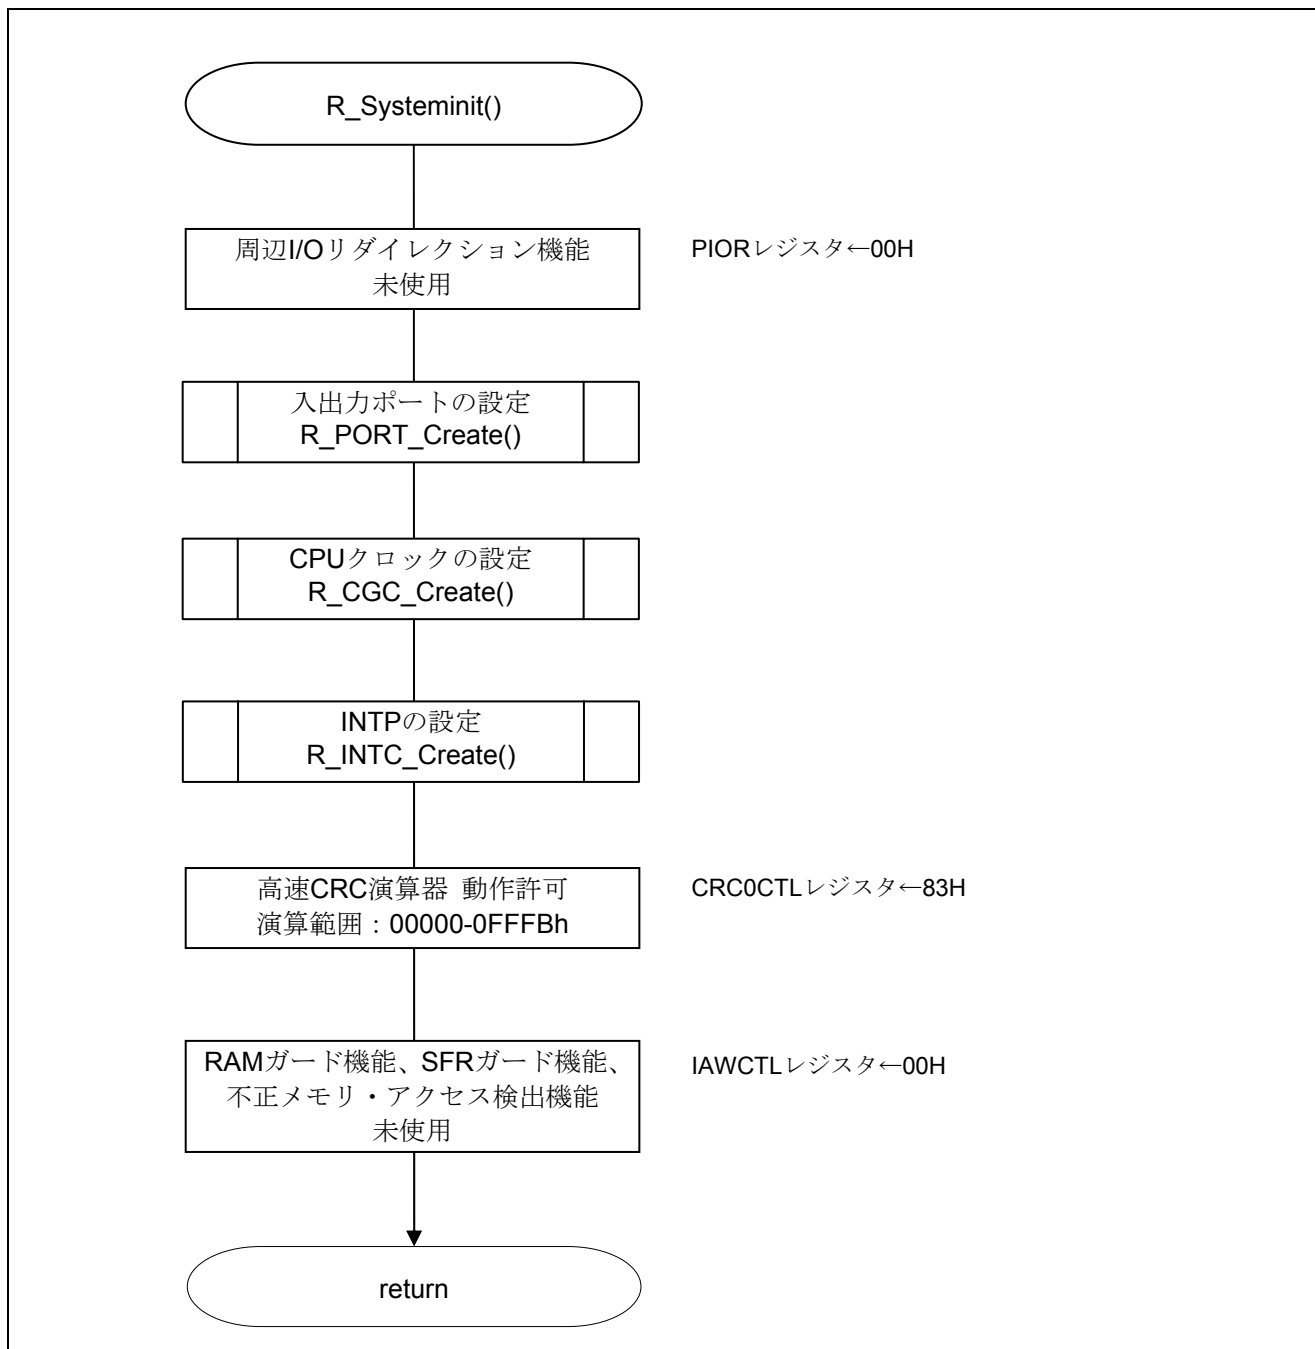 R_Systeminit()
周辺I/Oリダイレクション機能
未使用
PIORレジスタ←00H
入出力ポートの設定
R_PORT_Create()
CPUクロックの設定
R_CGC_Create()
INTPの設定
R_INTC_Create()
高速CRC演算器 動作許可
演算範囲：00000-0FFFBh
CRC0CTLレジスタ←83H
RAMガード機能、SFRガード機能、
不正メモリ・アクセス検出機能
未使用
IAWCTLレジスタ←00H
return